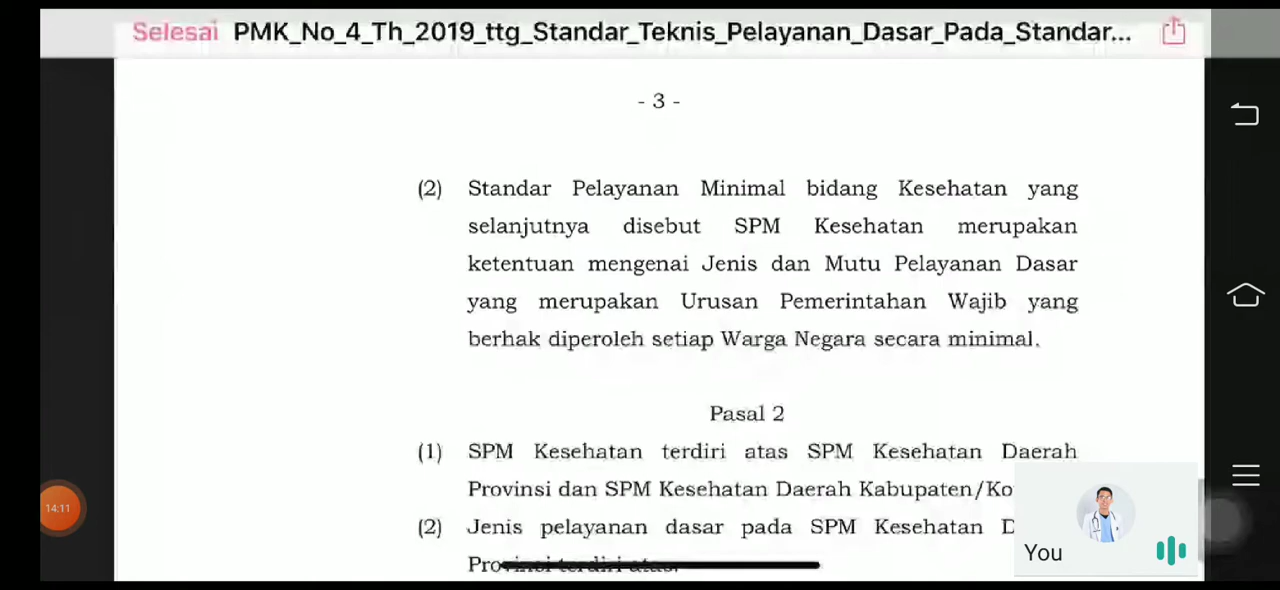 Selesai PMK_No_4_Th_2019_ttg_Standar_Teknis_Pelayanan_Dasar_Pada_Standar...
- 3 -
(2) Standar Pelayanan Minimal bidang Kesehatan yang
selanjutnya disebut SPM Kesehatan merupakan
ketentuan mengenai Jenis dan Mutu Pelayanan Dasar
yang merupakan Urusan Pemerintahan Wajib yang
berhak diperoleh setiap Warga Negara secara minimal.
Pasal 2
(1) SPM Kesehatan terdiri atas SPM Kesehatan Daerah
Provinsi dan SPM Kesehatan Daerah Kabupaten/Ko
(2) Jenis pelayanan dasar pada SPM Kesehatan D
Provinsi terdiri atas:
14:11
You